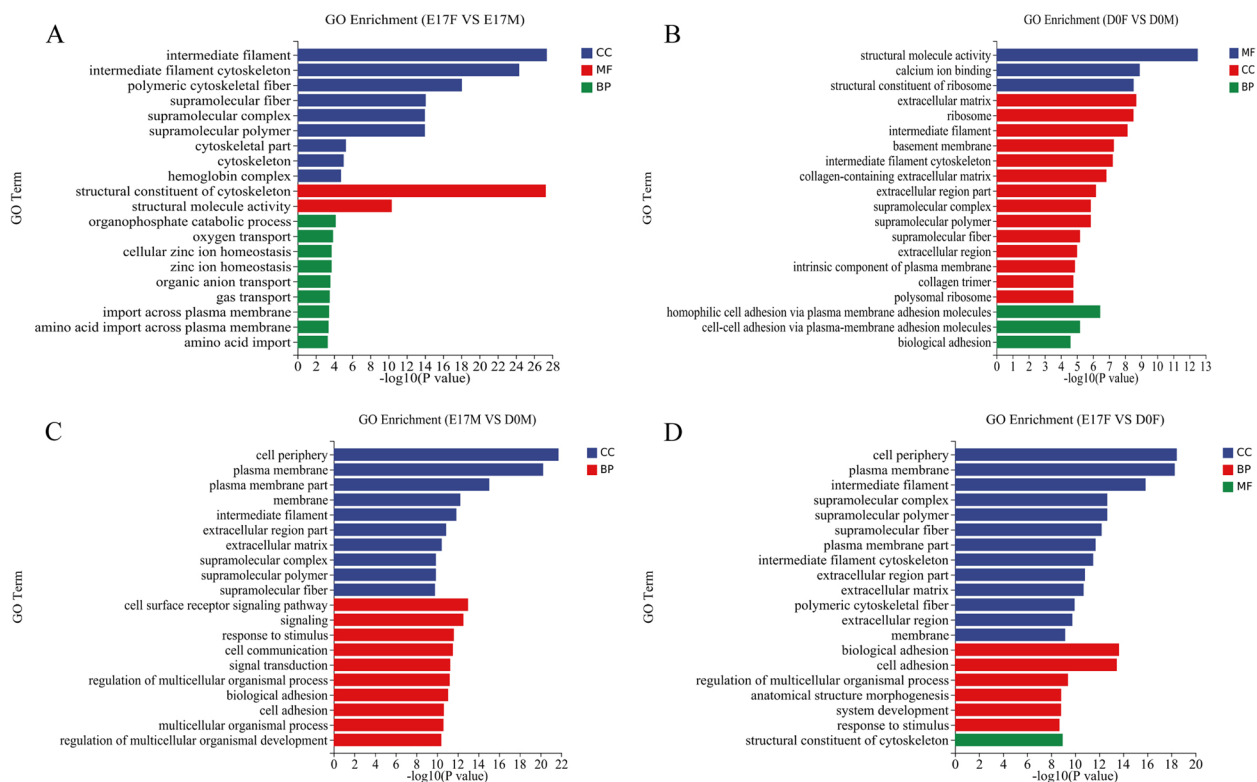 A
GO Enrichment (E17F VS E17M)
GO Term
intermediate filament
intermediate filament cytoskeleton
polymeric cytoskeletal fiber
supramolecular fiber
supramolecular complex
supramolecular polymer
cytoskeletal part
cytoskeleton
hemoglobin complex
structural constituent of cytoskeleton
structural molecule activity
organophosphate catabolic process
oxygen transport
cellular zinc ion homeostasis
zinc ion homeostasis
organic anion transport
gas transport
import across plasma membrane
amino acid import across plasma membrane
amino acid import
0 2 4 6 8 10 12 14 16 18 20 22 24 26 28
-log10(P value)
CC
MF
BP
B
GO Enrichment (D0F VS D0M)
GO Term
structural molecule activity
calcium ion binding
structural constituent of ribosome
extracellular matrix
ribosome
intermediate filament
basement membrane
intermediate filament cytoskeleton
collagen-containing extracellular matrix
extracellular region part
supramolecular complex
supramolecular polymer
supramolecular fiber
extracellular region
intrinsic component of plasma membrane
collagen trimer
polysomal ribosome
homophilic cell adhesion via plasma membrane adhesion molecules
cell-cell adhesion via plasma-membrane adhesion molecules
biological adhesion
0 1 2 3 4 5 6 7 8 9 10 11 12 13
-log10(P value)
MF
CC
BP
C
GO Enrichment (E17M VS D0M)
GO Term
cell periphery
plasma membrane
plasma membrane part
membrane
intermediate filament
extracellular region part
extracellular matrix
supramolecular complex
supramolecular polymer
supramolecular fiber
cell surface receptor signaling pathway
signaling
response to stimulus
cell communication
signal transduction
regulation of multicellular organismal process
biological adhesion
cell adhesion
multicellular organismal process
regulation of multicellular organismal development
0 2 4 6 8 10 12 14 16 18 20 22
-log10(P value)
CC
BP
D
GO Enrichment (E17F VS D0F)
GO Term
cell periphery
plasma membrane
intermediate filament
supramolecular complex
supramolecular polymer
supramolecular fiber
plasma membrane part
intermediate filament cytoskeleton
extracellular region part
extracellular matrix
polymeric cytoskeletal fiber
extracellular region
membrane
biological adhesion
cell adhesion
regulation of multicellular organismal process
anatomical structure morphogenesis
system development
response to stimulus
structural constituent of cytoskeleton
0 2 4 6 8 10 12 14 16 18 20
-log10(P value)
CC
BP
MF